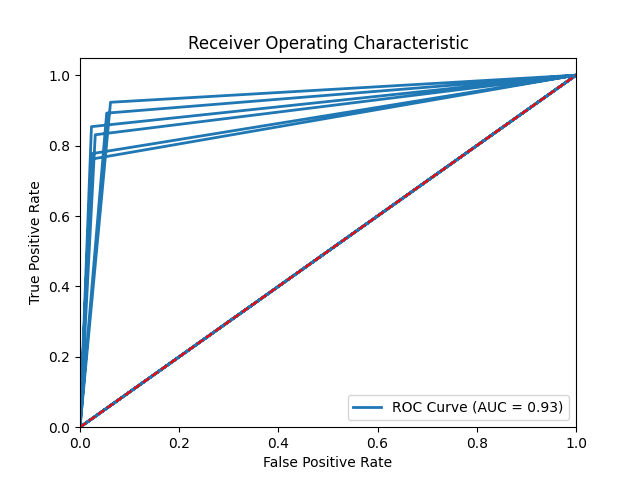 Receiver Operating Characteristic
True Positive Rate
1.0
0.8
0.6
0.4
0.2
0.0
ROC Curve (AUC = 0.93)
0.0 0.2 0.4 0.6 0.8 1.0
False Positive Rate